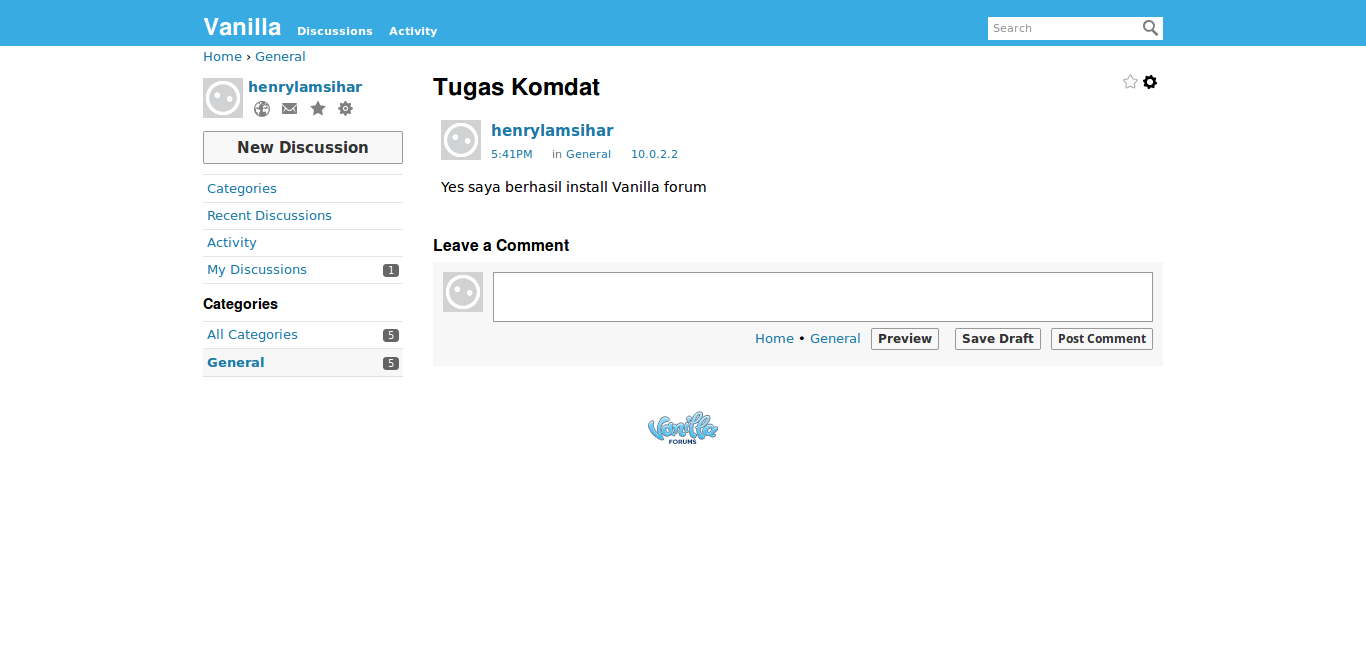 Vanilla Discussions Activity Search
Home › General
henrylamsihar
New Discussion
Categories
Recent Discussions
Activity
My Discussions 1
Categories
All Categories 5
General 5
Tugas Komdat
henrylamsihar
5:41PM in General 10.0.2.2
Yes saya berhasil install Vanilla forum
Leave a Comment
Home • General Preview Save Draft Post Comment
Vanilla
FORUMS